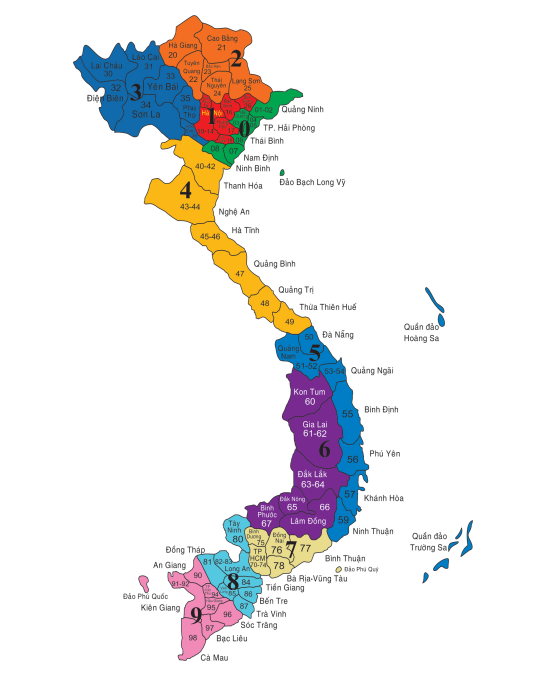 Cao Bằng
21
Hà Giang
20
2
Lào Cai
31
Lai Châu
30
Tuyên
Quang
22
23
33
Thái
Nguyên
24
Lạng Sơn
25
32
3
Yên Bái
35
Điện Biên
34
Sơn La
Phú
Thọ
Hà Nội
1
01-02
Quảng Ninh
0
TP. Hải Phòng
Thái Bình
08
07
Nam Định
Ninh Bình
40-42
Đảo Bạch Long Vỹ
4
Thanh Hóa
43-44
Nghệ An
45-46
Hà Tĩnh
47
Quảng Bình
Quảng Trị
48
Thừa Thiên Huế
49
50
Đà Nẵng
Quần đảo
Hoàng Sa
Quảng
Nam
5
51-52
53-54
Quảng Ngãi
Kon Tum
60
55
Bình Định
Gia Lai
61-62
6
56
Phú Yên
Đắk Lắk
63-64
57
Khánh Hòa
Đắk Nông
65
66
Bình
Phước
67
Lâm Đồng
59
Ninh Thuận
Tây
Ninh
80
Bình
Dương
75
Đồng
Nai
76
7
77
Quần đảo
Trường Sa
Đồng Tháp
TP
HCM
70-74
78
Bình Thuận
Đảo Phú Quý
Bà Rịa-Vũng Tàu
An Giang
81
82-83
Long An
90
91-92
8
84
Tiền Giang
Đảo Phú Quốc
94
85
86
Bến Tre
Kiên Giang
9
95
96
87
Trà Vinh
Sóc Trăng
97
Bạc Liêu
98
Cà Mau